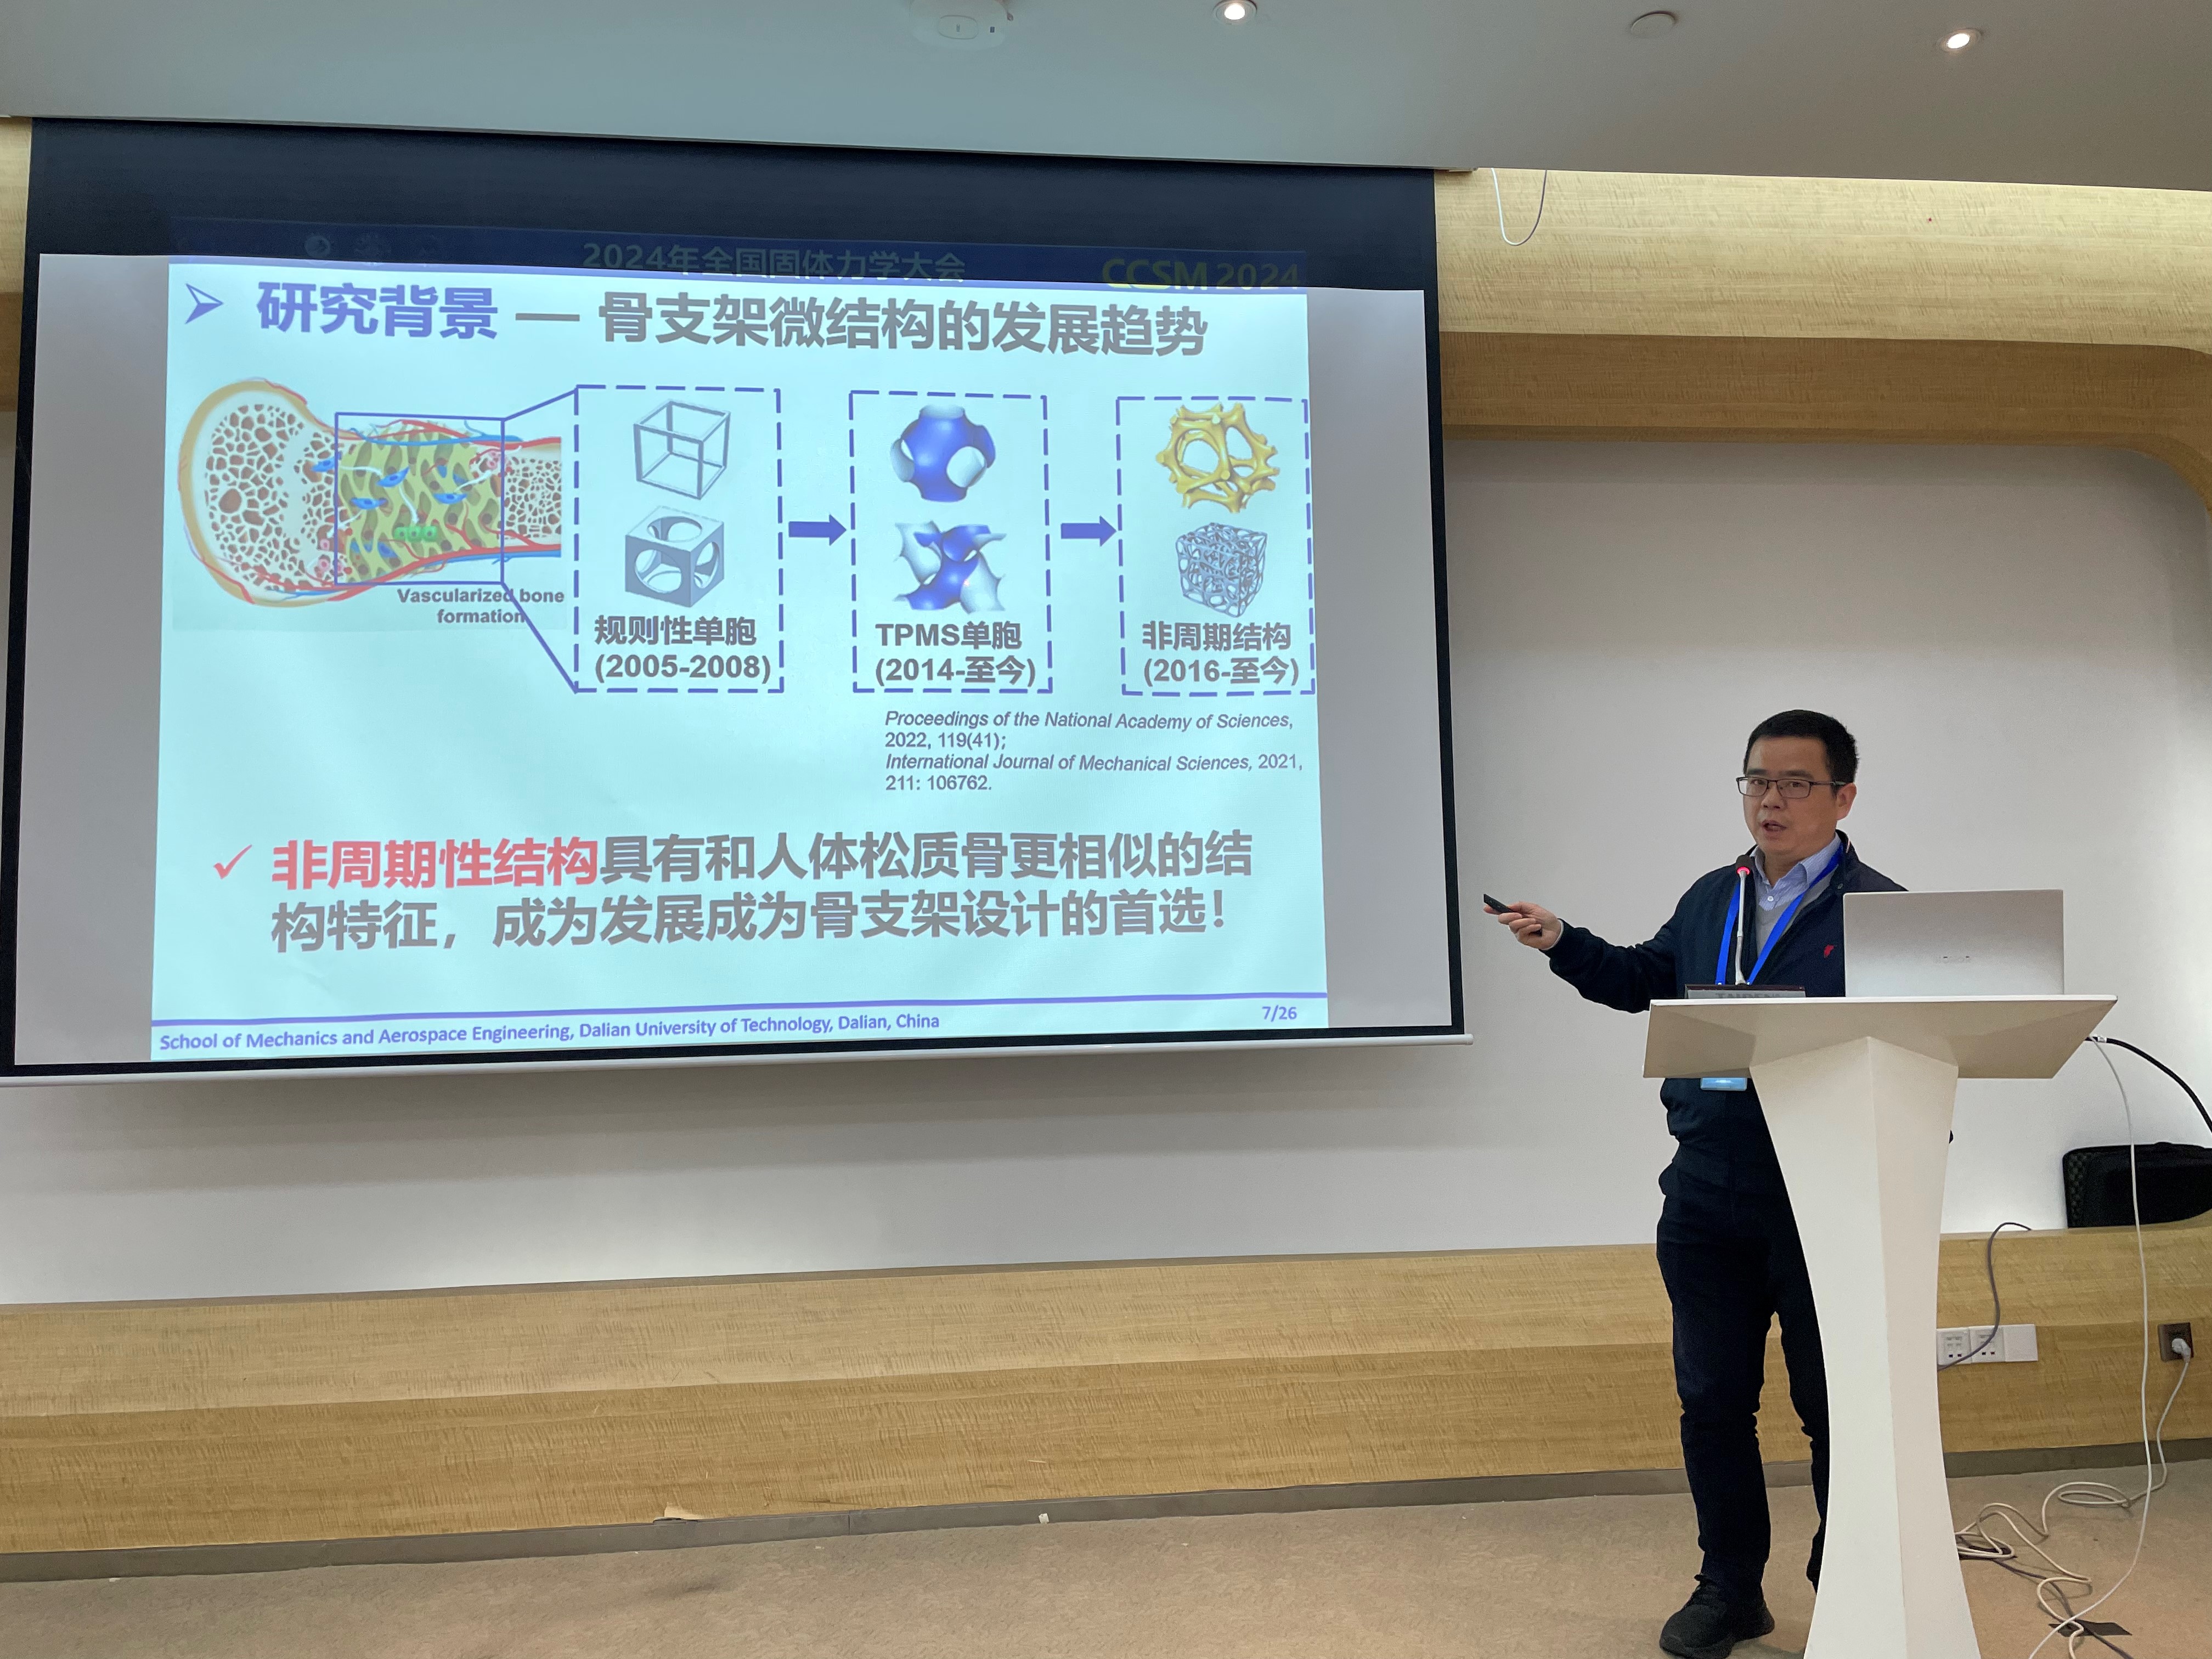 2024年全国固体力学大会
CCSM 2024
研究背景 — 骨支架微结构的发展趋势
Vascularized bone
formation
规则性单胞
(2005-2008)
TPMS单胞
(2014-至今)
非周期结构
(2016-至今)
Proceedings of the National Academy of Sciences,
2022, 119(41);
International Journal of Mechanical Sciences, 2021,
211: 106762.
✓ 非周期性结构具有和人体松质骨更相似的结
构特征，成为发展成为骨支架设计的首选！
School of Mechanics and Aerospace Engineering, Dalian University of Technology, Dalian, China
7/26